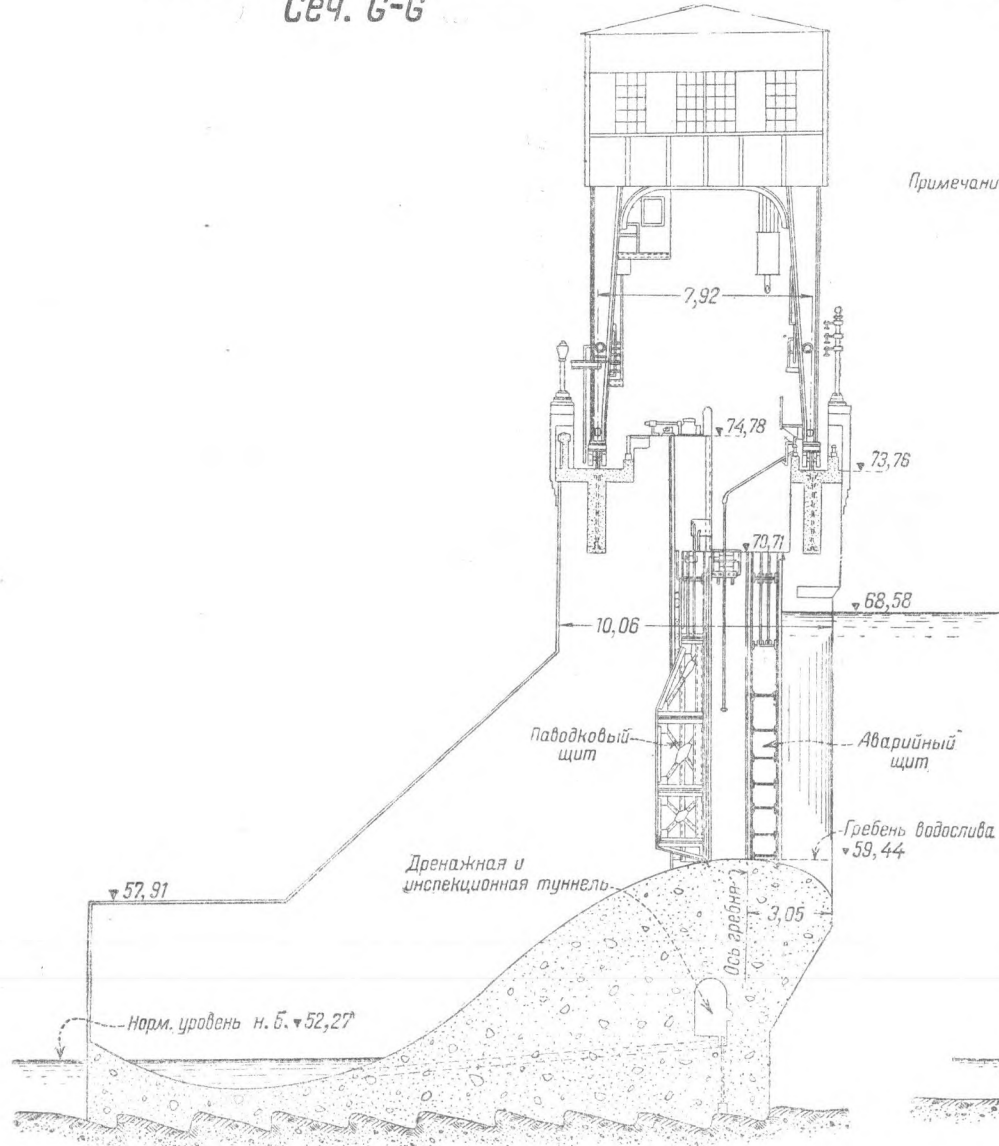 Сеч. G-G
Примечани
7,92
74,78
73,76
70,71
68,58
10,06
Паводковый
щит
Аварийный
щит
Гребень водослива
59,44
Дренажная и
инспекционная туннель
57,91
Ось гребня
3,05
Норм. уровень н. б. 52,27